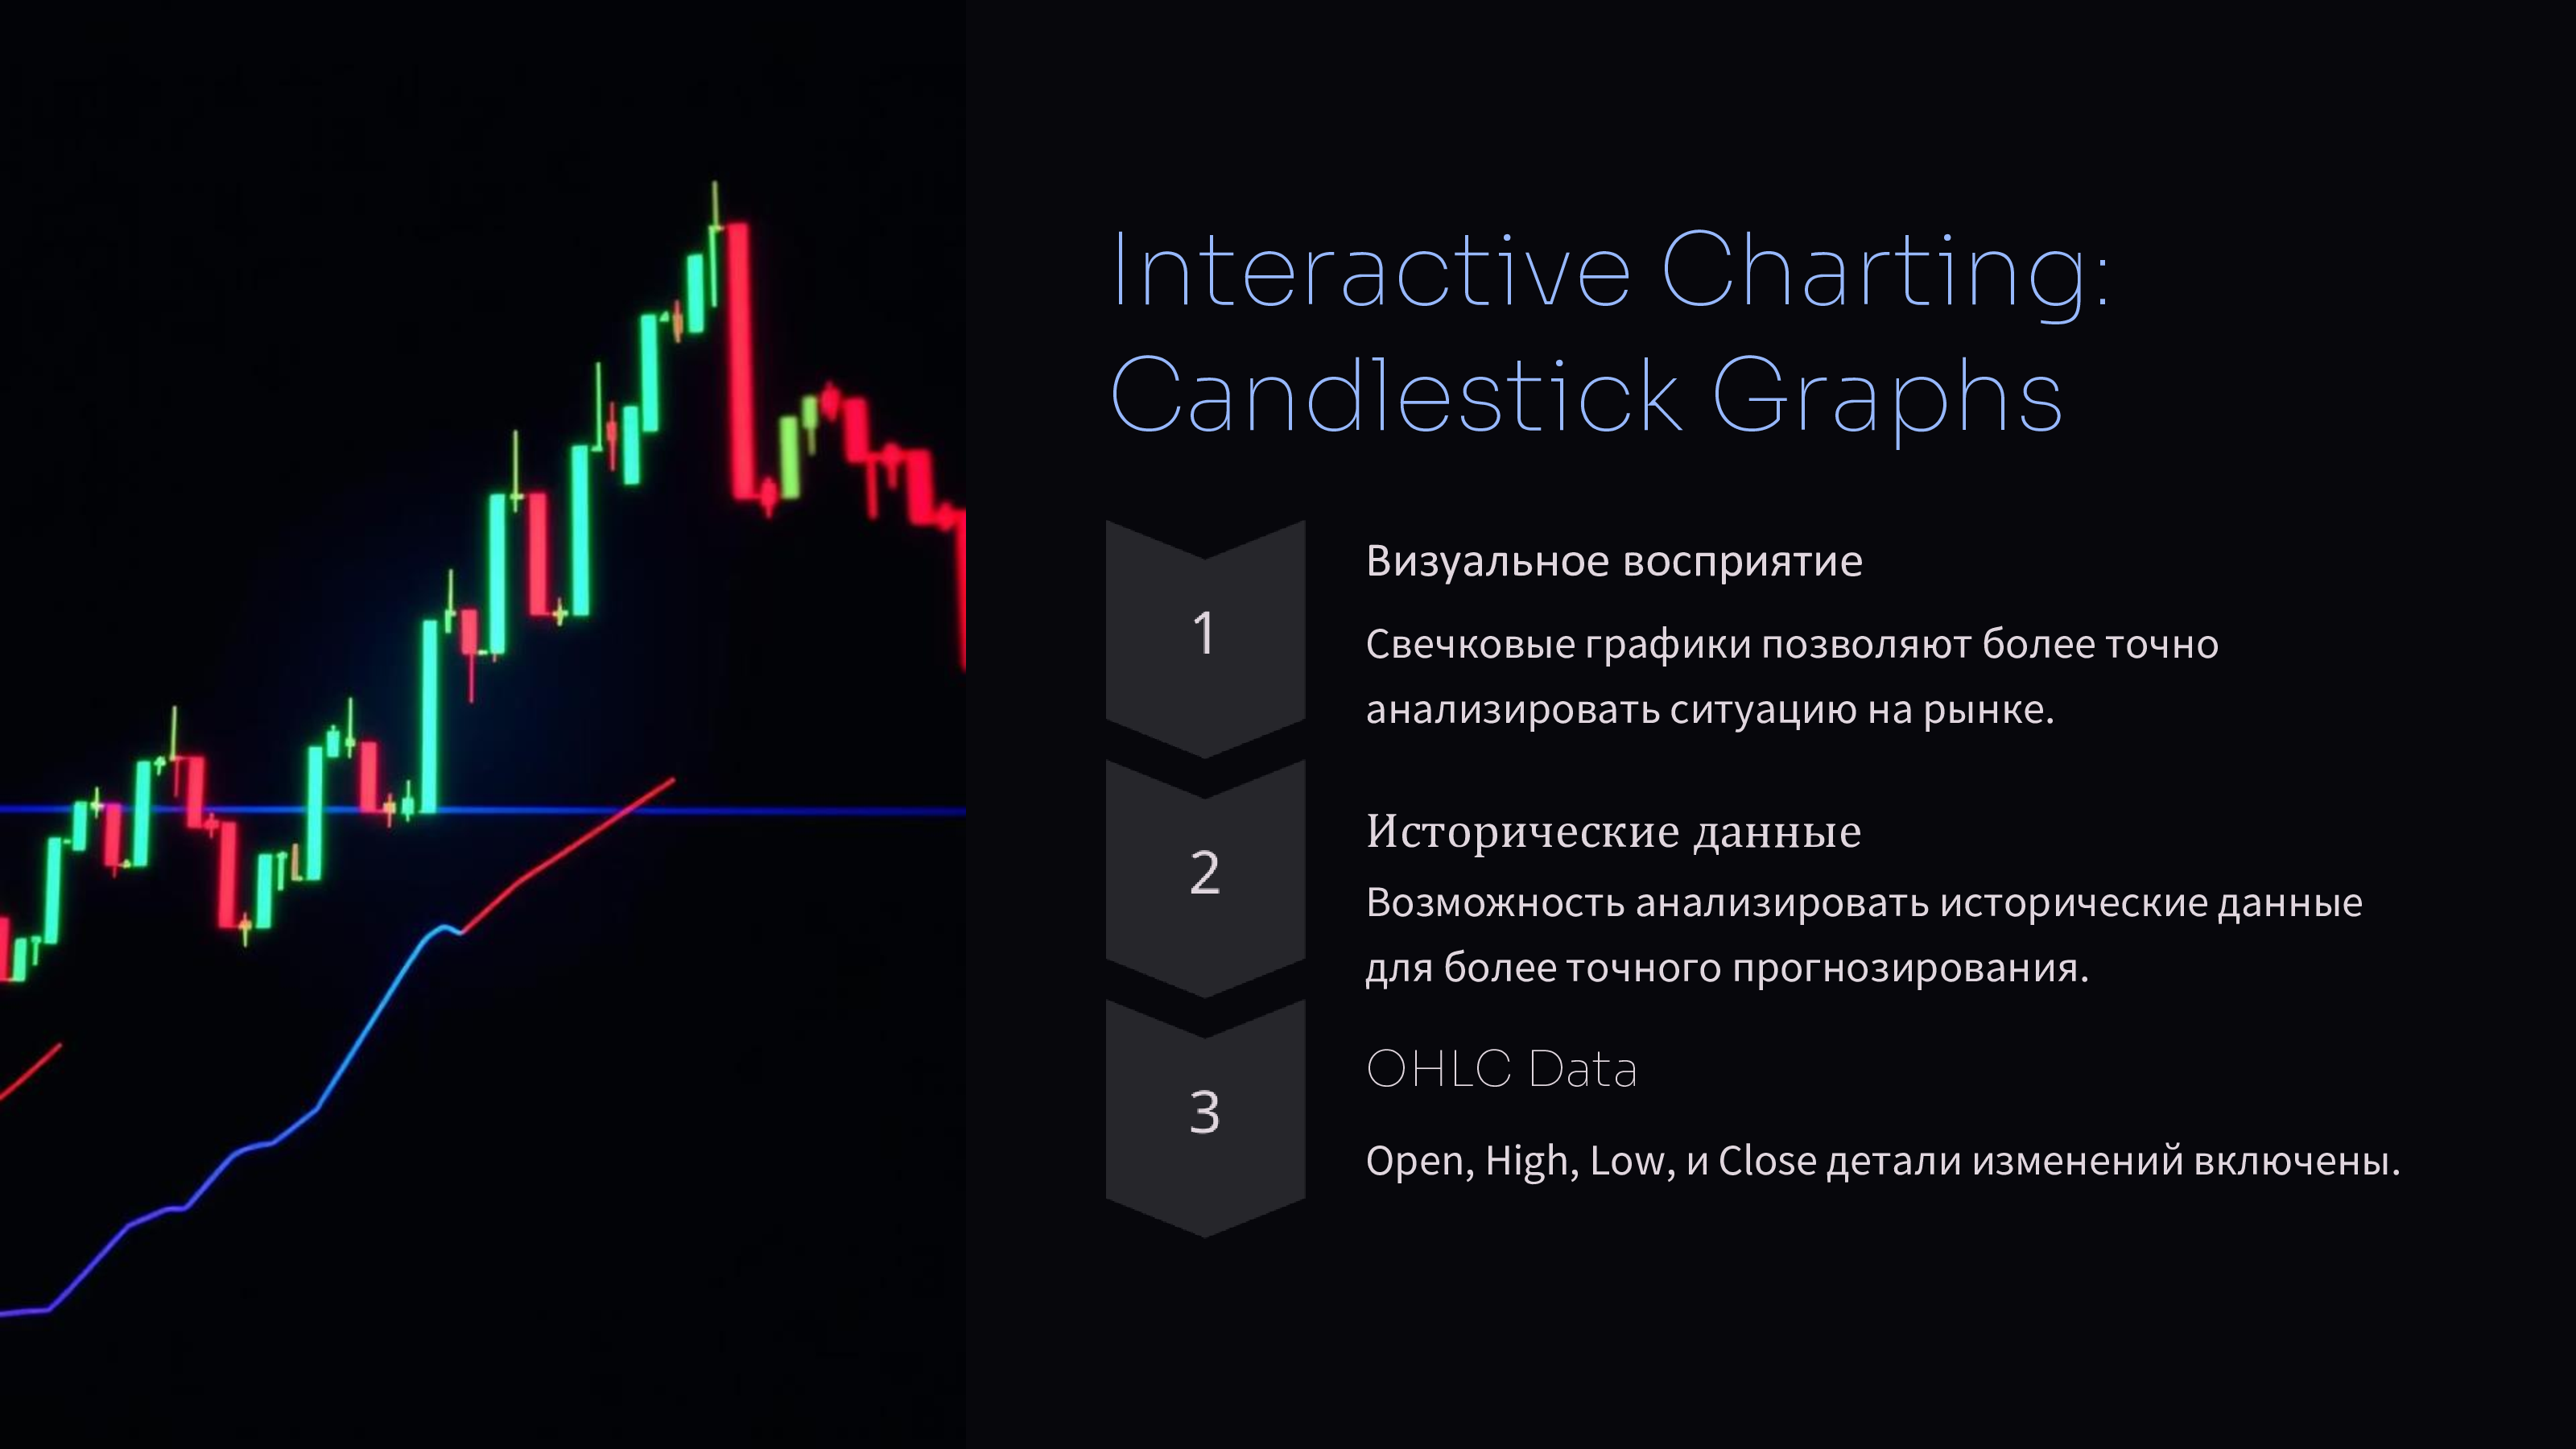 Interactive Charting:
Candlestick Graphs
1
Визуальное восприятие
Свечковые графики позволяют более точно
анализировать ситуацию на рынке.
2
Исторические данные
Возможность анализировать исторические данные
для более точного прогнозирования.
3
OHLC Data
Open, High, Low, и Close детали изменений включены.